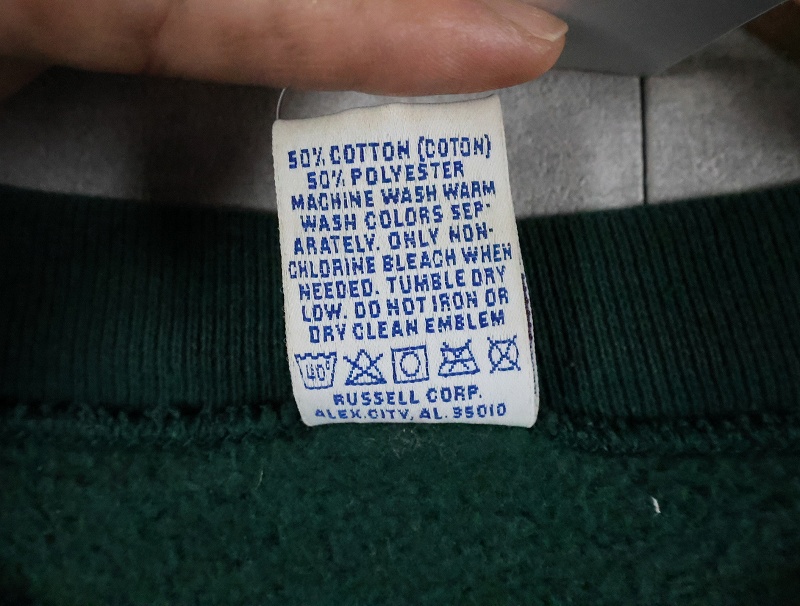 50% COTTON (COTON)
50% POLYESTER
MACHINE WASH WARM
WASH COLORS SEP-
ARATELY. ONLY NON-
CHLORINE BLEACH WHEN
NEEDED. TUMBLE DRY
LOW. DO NOT IRON OR
DRY CLEAN EMBLEM
40°
RUSSELL CORP.
ALEX.CITY, AL. 35010